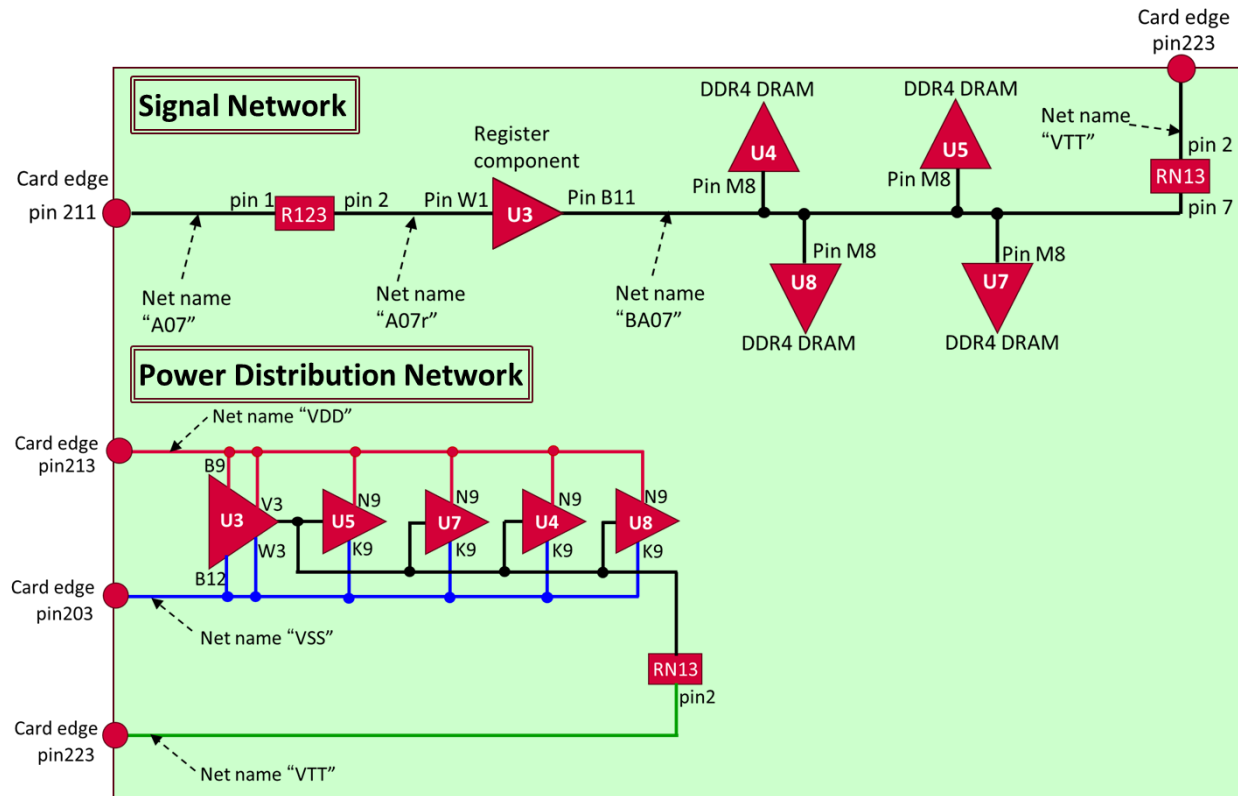 Card edge
pin223
Signal Network
DDR4 DRAM
DDR4 DRAM
Net name
“VTT”
Register
component
U4
U5
pin 2
RN13
pin 7
Card edge
pin 211
pin 1
R123
pin 2
Pin W1
U3
Pin B11
Pin M8
Pin M8
Pin M8
Pin M8
U8
U7
Net name
“A07”
Net name
“A07r”
Net name
“BA07”
DDR4 DRAM
DDR4 DRAM
Power Distribution Network
Net name “VDD”
Card edge
pin213
B9
V3
N9
N9
N9
N9
U3
U5
U7
U4
U8
W3
K9
K9
K9
K9
B12
Card edge
pin203
Net name “VSS”
RN13
pin2
Card edge
pin223
Net name “VTT”